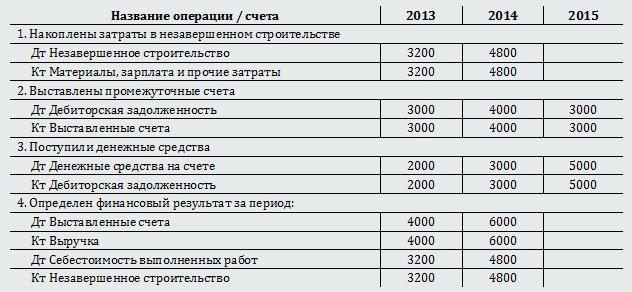 Название операции / счета 2013 2014 2015
1. Накоплены затраты в незавершенном строительстве
Дт Незавершенное строительство 3200 4800
Кт Материалы, зарплата и прочие затраты 3200 4800
2. Выставлены промежуточные счета
Дт Дебиторская задолженность 3000 4000 3000
Кт Выставленные счета 3000 4000 3000
3. Поступили денежные средства
Дт Денежные средства на счете 2000 3000 5000
Кт Дебиторская задолженность 2000 3000 5000
4. Определен финансовый результат за период:
Дт Выставленные счета 4000 6000
Кт Выручка 4000 6000
Дт Себестоимость выполненных работ 3200 4800
Кт Незавершенное строительство 3200 4800